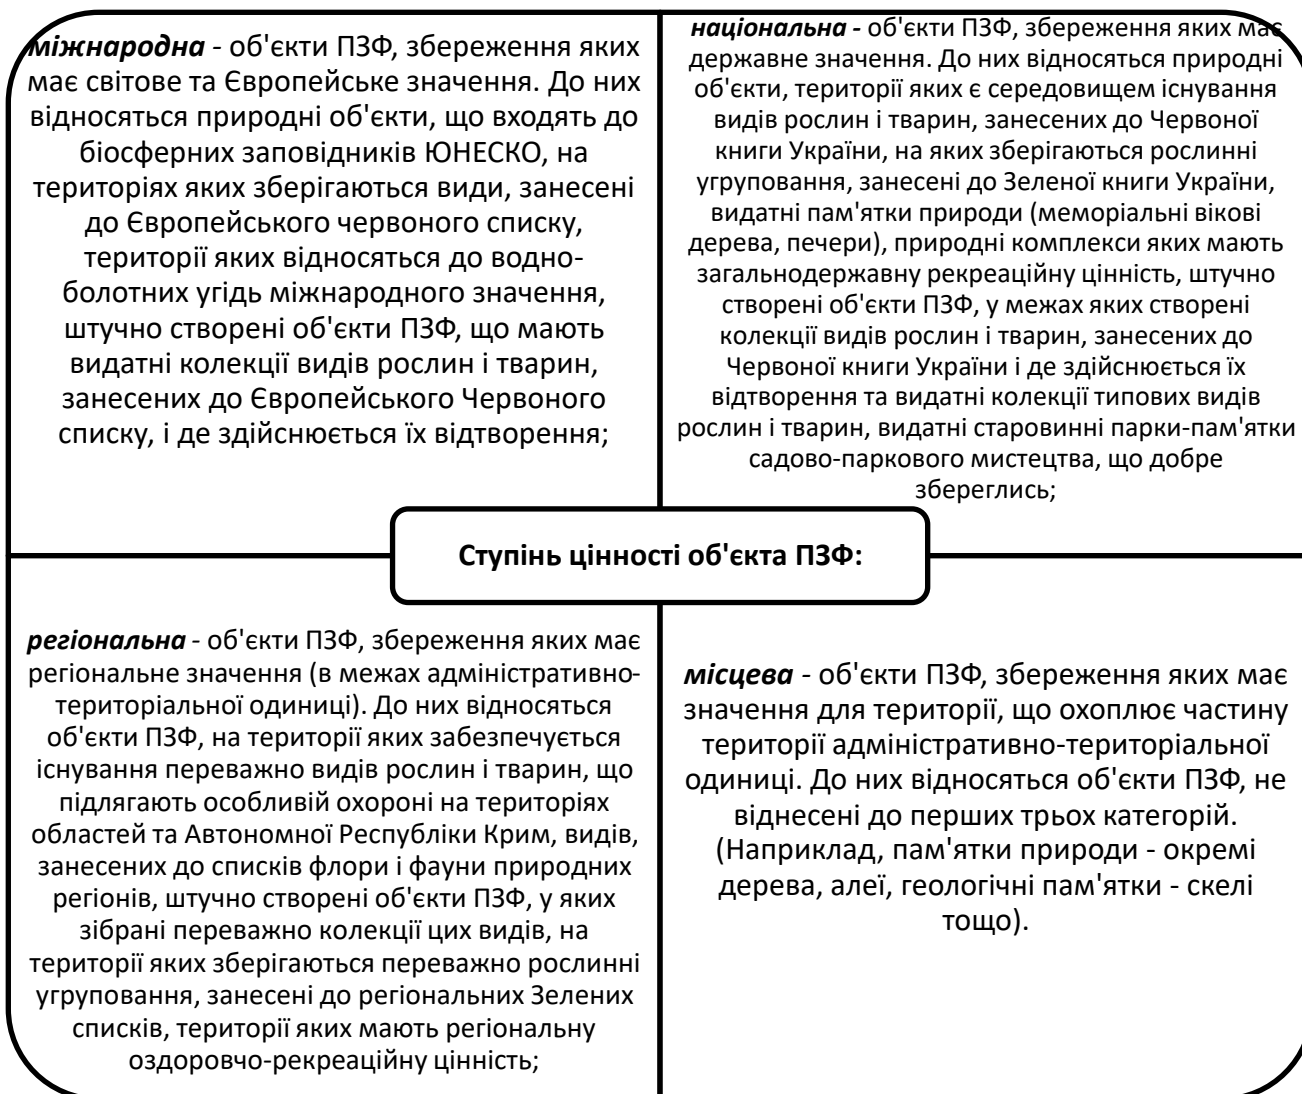 міжнародна - об'єкти ПЗФ, збереження яких
має світове та Європейське значення. До них
відносяться природні об'єкти, що входять до
біосферних заповідників ЮНЕСКО, на
територіях яких зберігаються види, занесені
до Європейського червоного списку,
території яких відносяться до водно-
болотних угідь міжнародного значення,
штучно створені об'єкти ПЗФ, що мають
видатні колекції видів рослин і тварин,
занесених до Європейського Червоного
списку, і де здійснюється їх відтворення;
національна - об'єкти ПЗФ, збереження яких має
державне значення. До них відносяться природні
об'єкти, території яких є середовищем існування
видів рослин і тварин, занесених до Червоної
книги України, на яких зберігаються рослинні
угруповання, занесені до Зеленої книги України,
видатні пам'ятки природи (меморіальні вікові
дерева, печери), природні комплекси яких мають
загальнодержавну рекреаційну цінність, штучно
створені об'єкти ПЗФ, у межах яких створені
колекції видів рослин і тварин, занесених до
Червоної книги України і де здійснюється їх
відтворення та видатні колекції типових видів
рослин і тварин, видатні старовинні парки-пам'ятки
садово-паркового мистецтва, що добре
збереглись;
Ступінь цінності об'єкта ПЗФ:
регіональна - об'єкти ПЗФ, збереження яких має
регіональне значення (в межах адміністративно-
територіальної одиниці). До них відносяться
об'єкти ПЗФ, на території яких забезпечується
існування переважно видів рослин і тварин, що
підлягають особливій охороні на територіях
областей та Автономної Республіки Крим, видів,
занесених до списків флори і фауни природних
регіонів, штучно створені об'єкти ПЗФ, у яких
зібрані переважно колекції цих видів, на
території яких зберігаються переважно рослинні
угруповання, занесені до регіональних Зелених
списків, території яких мають регіональну
оздоровчо-рекреаційну цінність;
місцева - об'єкти ПЗФ, збереження яких має
значення для території, що охоплює частину
території адміністративно-територіальної
одиниці. До них відносяться об'єкти ПЗФ, не
віднесені до перших трьох категорій.
(Наприклад, пам'ятки природи - окремі
дерева, алеї, геологічні пам'ятки - скелі
тощо).